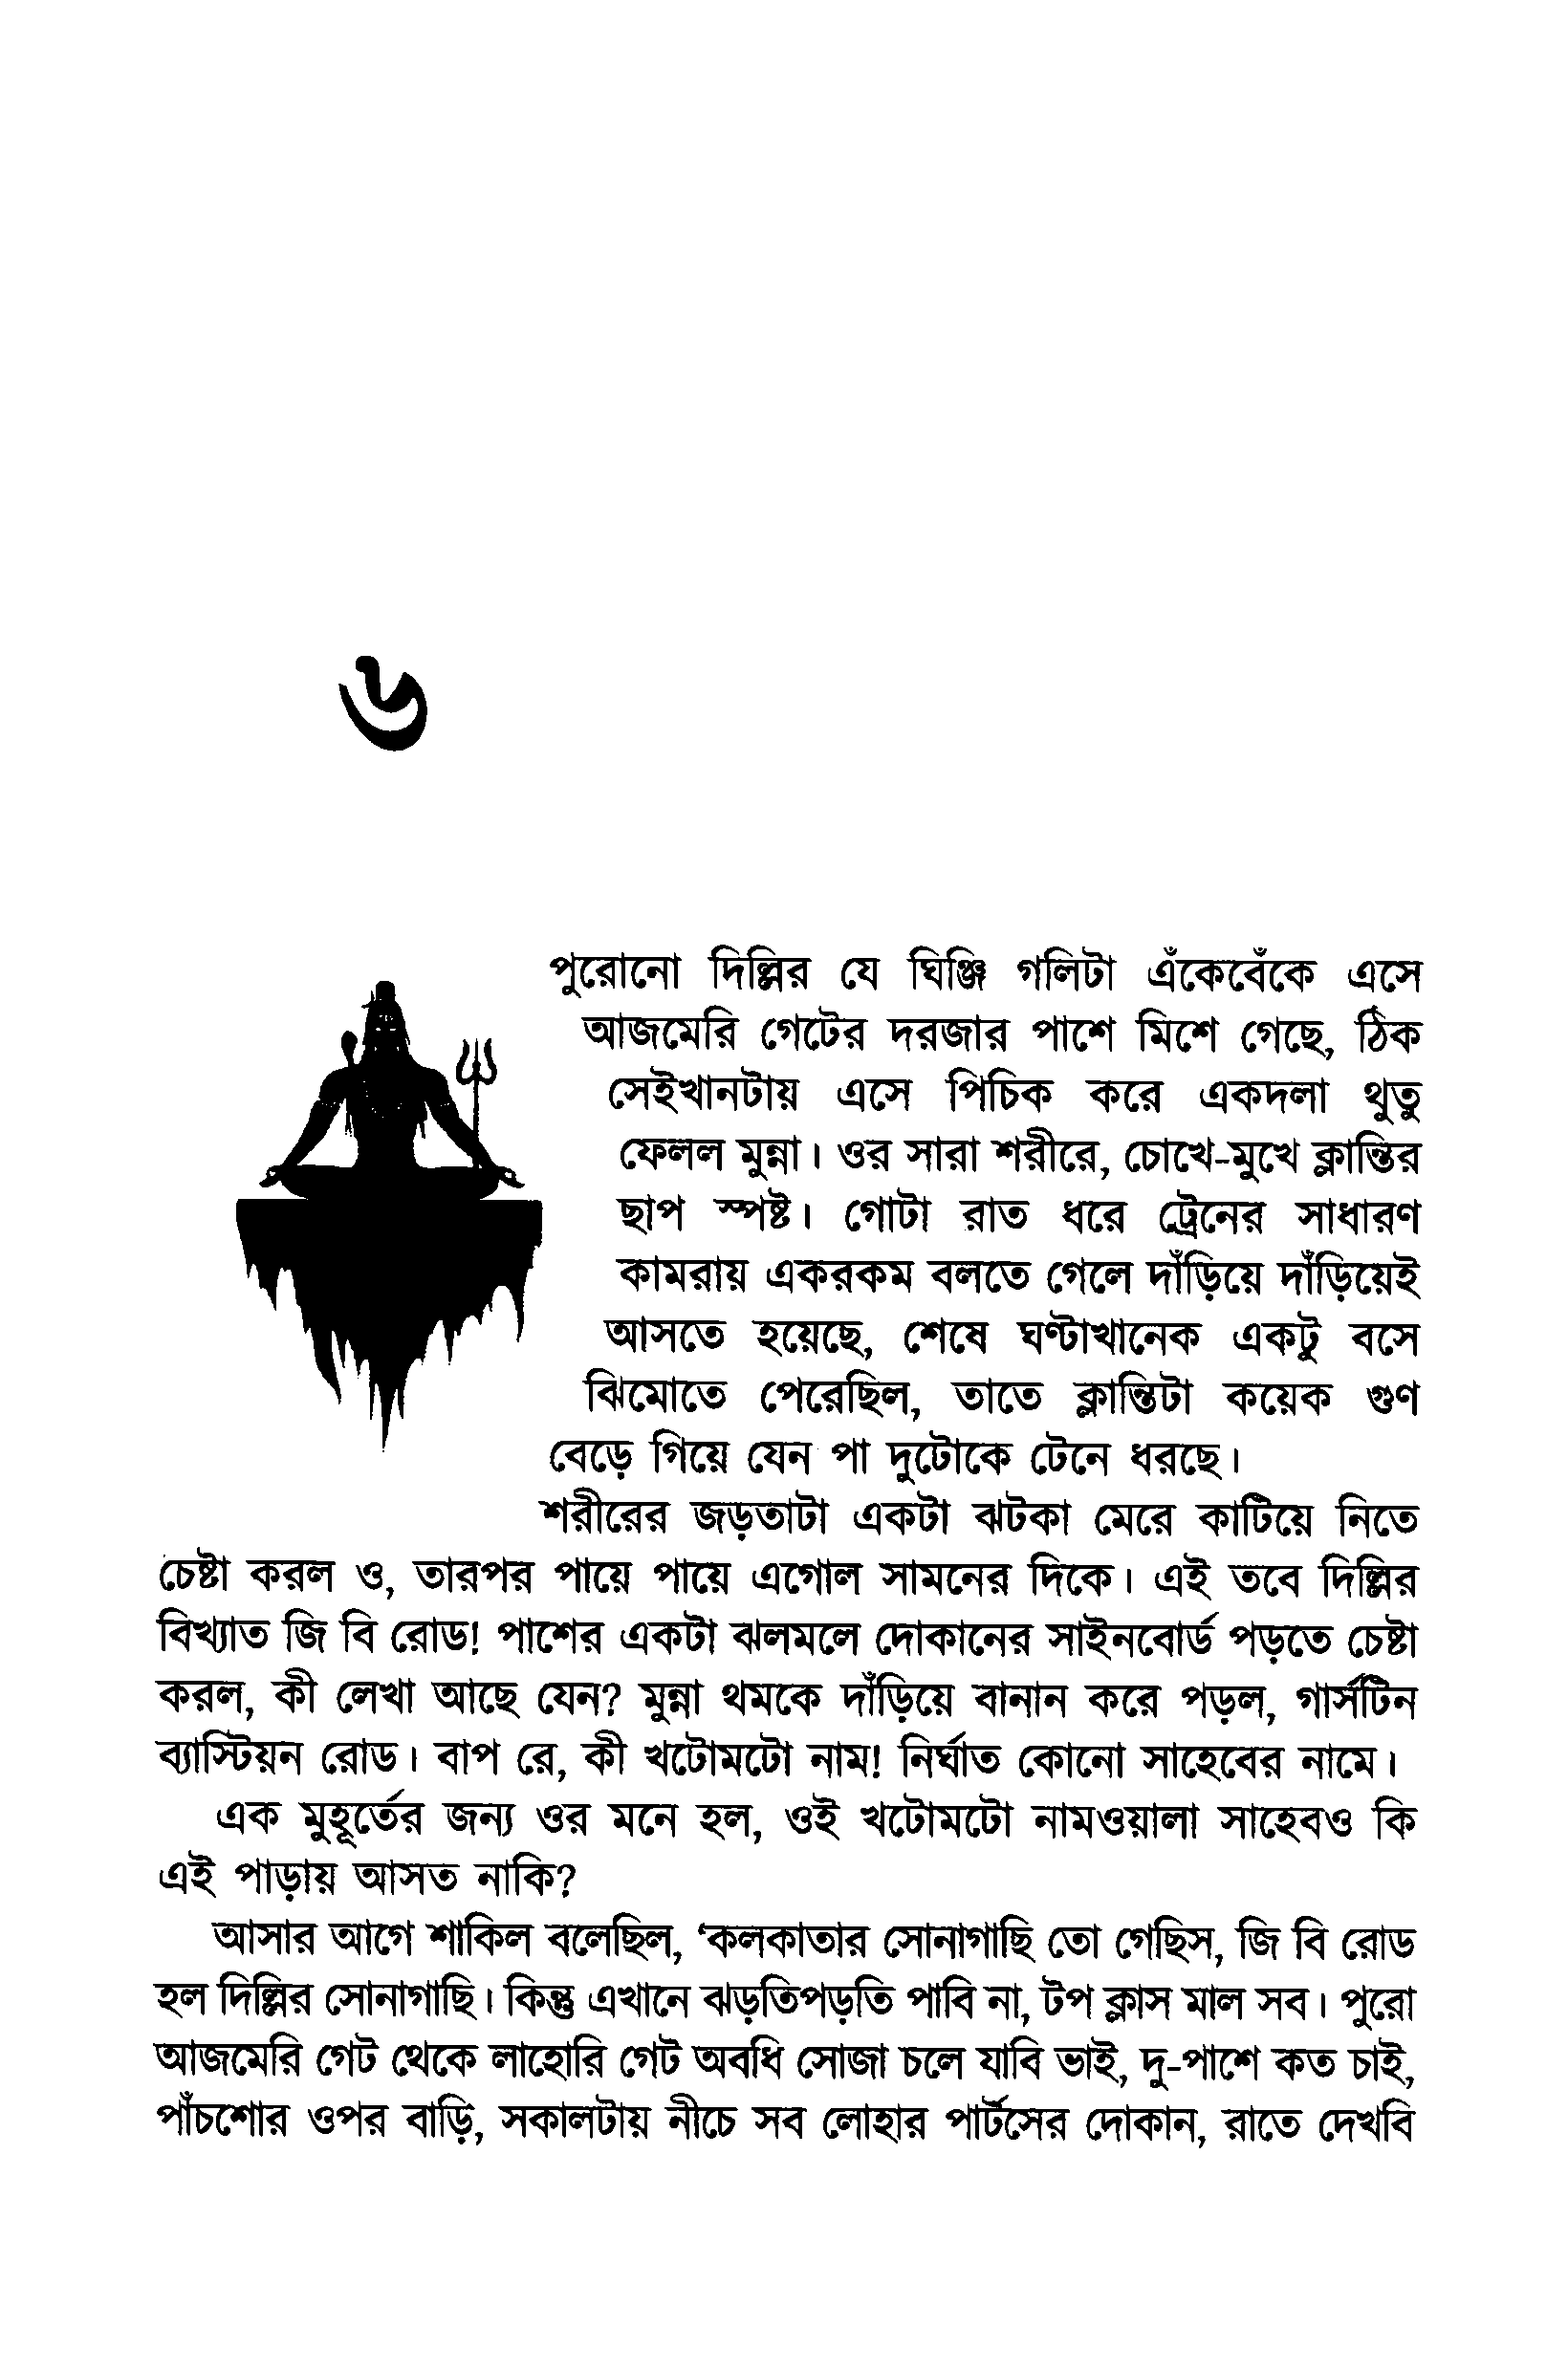 ৬
পুরোনো দিল্লির যে ঘিঞ্জি গলিটা এঁকেবেঁকে এসে
আজমেরি গেটের দরজার পাশে মিশে গেছে, ঠিক
সেইখানটায় এসে পিচিক করে একদলা থুতু
ফেলল মুন্না। ওর সারা শরীরে, চোখে-মুখে ক্লান্তির
ছাপ স্পষ্ট। গোটা রাত ধরে ট্রেনের সাধারণ
কামরায় একরকম বলতে গেলে দাঁড়িয়ে দাঁড়িয়েই
আসতে হয়েছে, শেষে ঘণ্টাখানেক একটু বসে
ঝিমোতে পেরেছিল, তাতে ক্লান্তিটা কয়েক গুণ
বেড়ে গিয়ে যেন পা দুটোকে টেনে ধরছে।
শরীরের জড়তাটা একটা ঝটকা মেরে কাটিয়ে নিতে
চেষ্টা করল ও, তারপর পায়ে পায়ে এগোল সামনের দিকে। এই তবে দিল্লির
বিখ্যাত জি বি রোড! পাশের একটা ঝলমলে দোকানের সাইনবোর্ড পড়তে চেষ্টা
করল, কী লেখা আছে যেন? মুন্না থমকে দাঁড়িয়ে বানান করে পড়ল, গার্সটিন
ব্যাস্টিয়ন রোড। বাপ রে, কী খটোমটো নাম! নির্ঘাত কোনো সাহেবের নামে।
এক মুহূর্তের জন্য ওর মনে হল, ওই খটোমটো নামওয়ালা সাহেবও কি
এই পাড়ায় আসত নাকি?
আসার আগে শাকিল বলেছিল, ‘কলকাতার সোনাগাছি তো গেছিস, জি বি রোড
হল দিল্লির সোনাগাছি। কিন্তু এখানে ঝড়তিপড়তি পাবি না, টপ ক্লাস মাল সব। পুরো
আজমেরি গেট থেকে লাহোরি গেট অবধি সোজা চলে যাবি ভাই, দু-পাশে কত চাই,
পাঁচশোর ওপর বাড়ি, সকালটায় নীচে সব লোহার পার্টসের দোকান, রাতে দেখবি